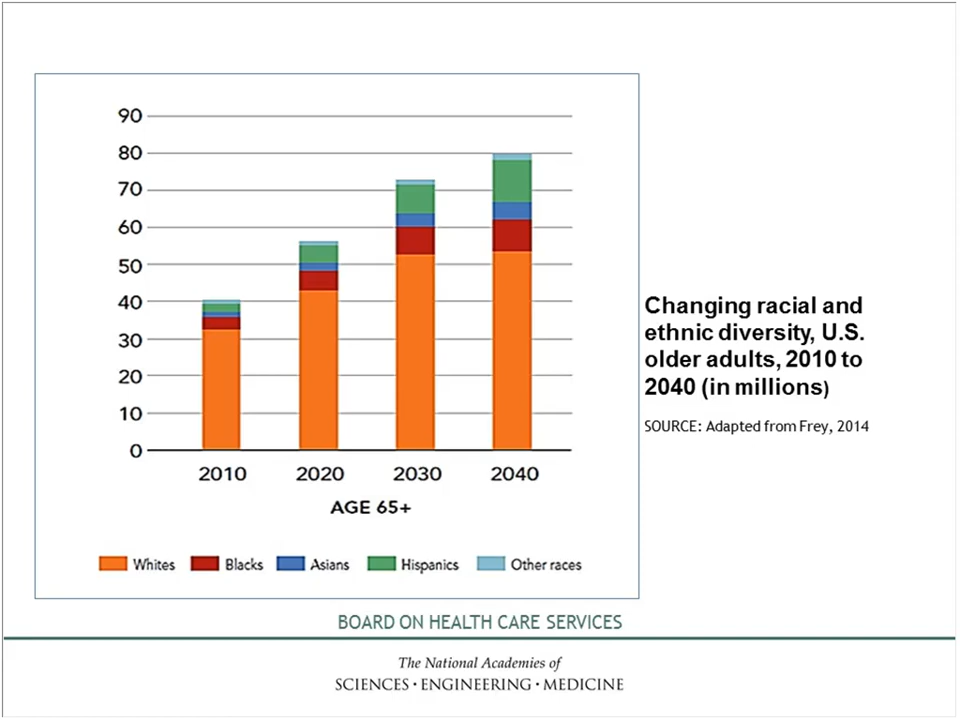 90
80
70
60
50
40
30
20
10
0
2010 2020 2030 2040
AGE 65+
Whites Blacks Asians Hispanics Other races
Changing racial and
ethnic diversity, U.S.
older adults, 2010 to
2040 (in millions)
SOURCE: Adapted from Frey, 2014
BOARD ON HEALTH CARE SERVICES
The National Academies of
SCIENCES · ENGINEERING · MEDICINE